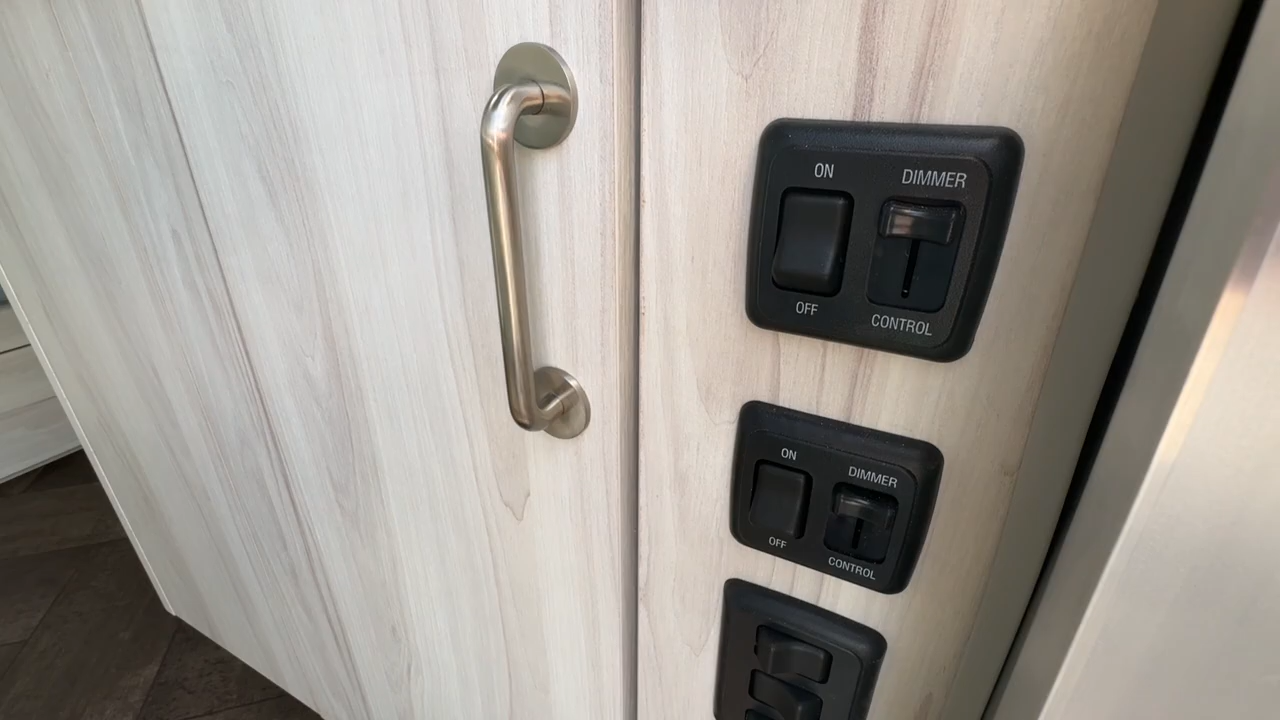 ON
DIMMER
OFF
CONTROL
ON
DIMMER
OFF
CONTROL